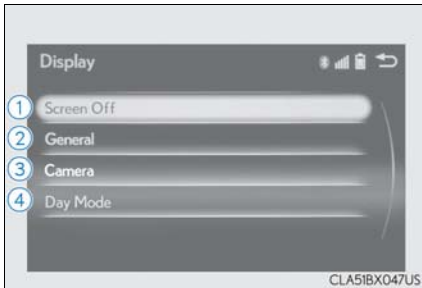 Display
1 Screen Off
2 General
3 Camera
4 Day Mode
CLA51BX047US